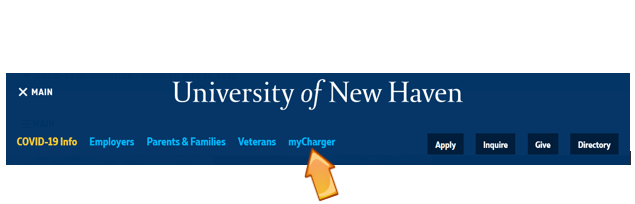 × MAIN
University of New Haven
COVID-19 Info Employers Parents & Families Veterans myCharger Apply Inquire Give Directory